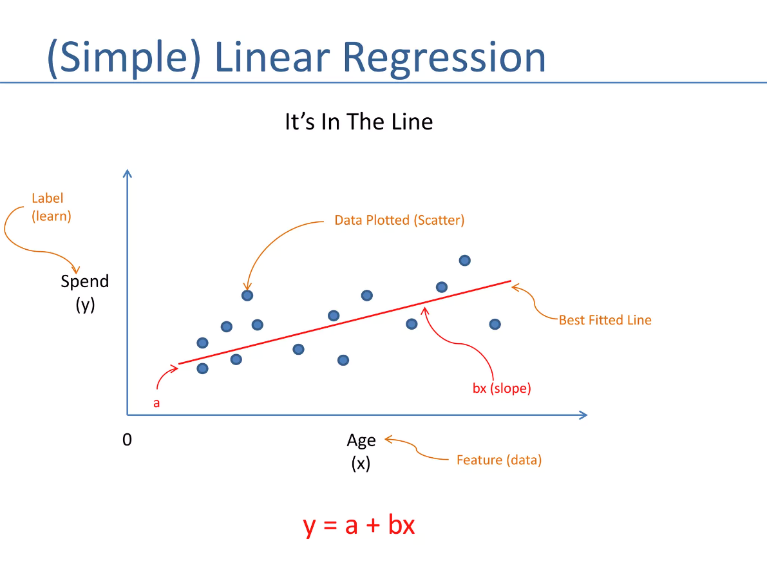 (Simple) Linear Regression
It's In The Line
Label
(learn)
Data Plotted (Scatter)
Spend
(y)
Best Fitted Line
bx (slope)
a
0
Age
(x)
Feature (data)
y = a + bx